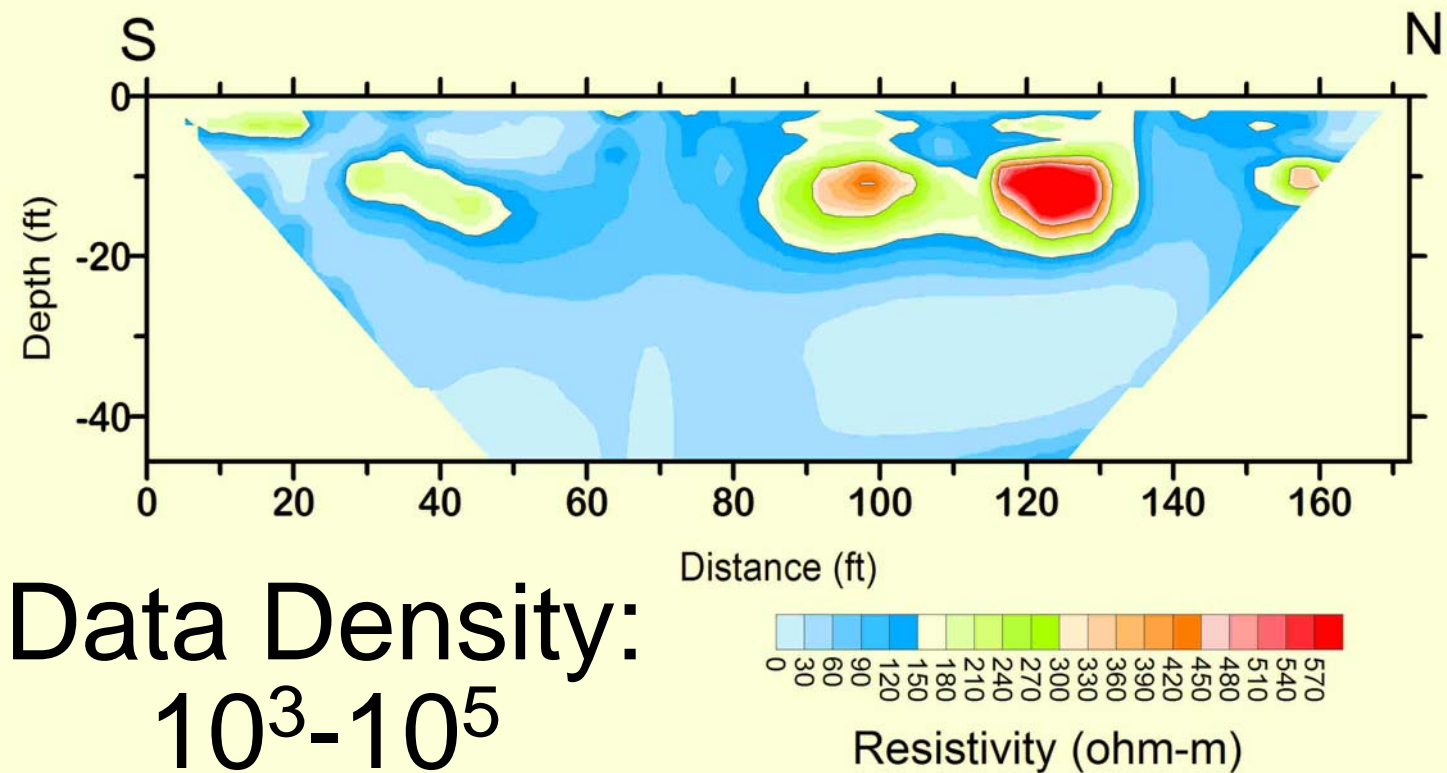 S N
0
-20
-40
Depth (ft)
0 20 40 60 80 100 120 140 160
Distance (ft)
Data Density:
10³-10⁵
0 30 60 90 120 150 180 210 240 270 300 330 360 390 420 450 480 510 540 570
Resistivity (ohm-m)